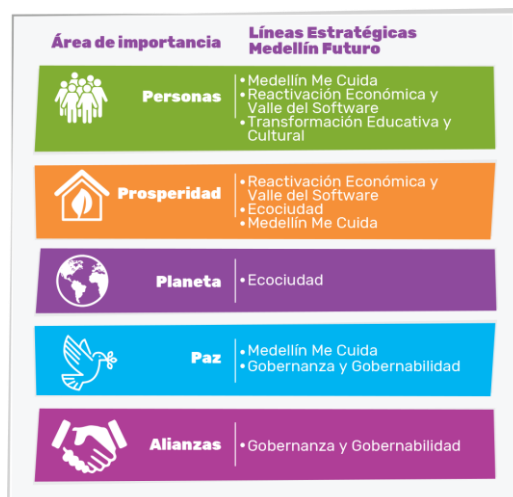 Área de importancia
Líneas Estratégicas
Medellín Futuro
Personas
• Medellín Me Cuida
• Reactivación Económica y
Valle del Software
• Transformación Educativa y
Cultural
Prosperidad
• Reactivación Económica y
Valle del Software
• Ecociudad
• Medellín Me Cuida
Planeta
• Ecociudad
Paz
• Medellín Me Cuida
• Gobernanza y Gobernabilidad
Alianzas
• Gobernanza y Gobernabilidad